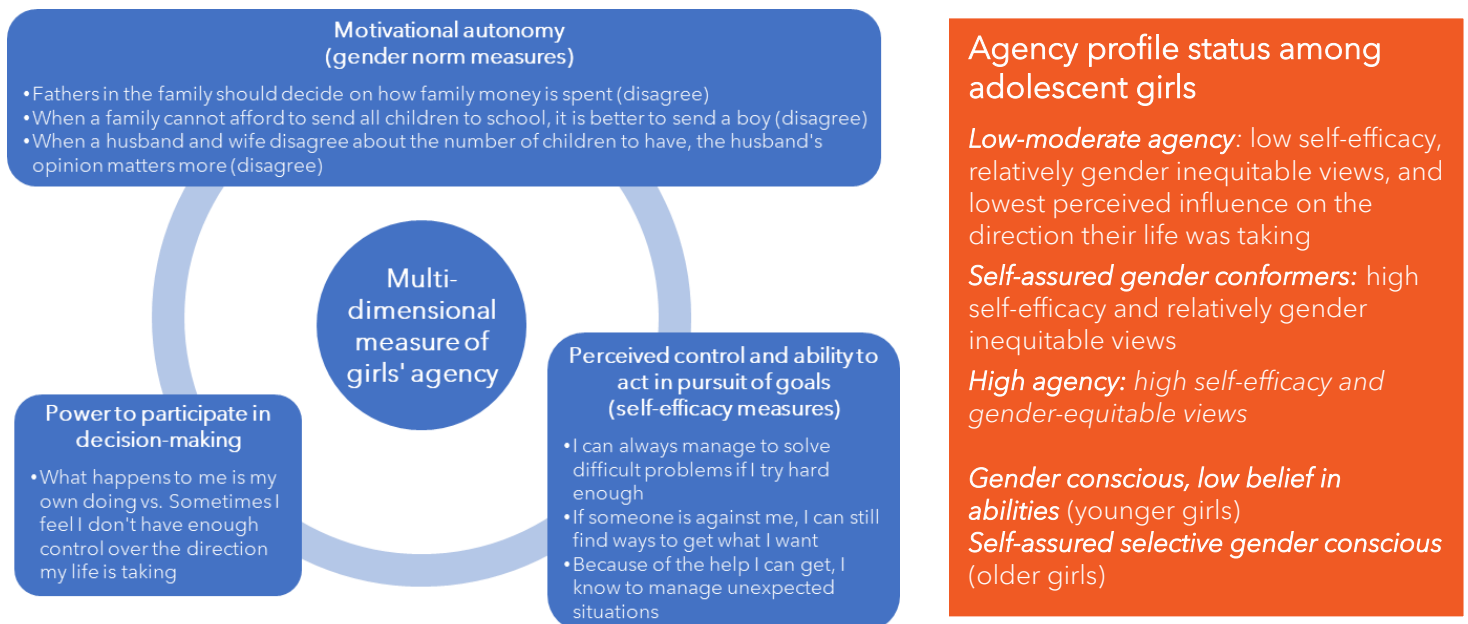 Motivational autonomy
(gender norm measures)
•Fathers in the family should decide on how family money is spent (disagree)
•When a family cannot afford to send all children to school, it is better to send a boy (disagree)
•When a husband and wife disagree about the number of children to have, the husband's
opinion matters more (disagree)
Multi-
dimensional
measure of
girls' agency
Perceived control and ability to
act in pursuit of goals
(self-efficacy measures)
•I can always manage to solve
difficult problems if I try hard
enough
•If someone is against me, I can still
find ways to get what I want
•Because of the help I can get, I
know to manage unexpected
situations
Power to participate in
decision-making
•What happens to me is my
own doing vs. Sometimes I
feel I don't have enough
control over the direction
my life is taking
Agency profile status among
adolescent girls
Low-moderate agency: low self-efficacy,
relatively gender inequitable views, and
lowest perceived influence on the
direction their life was taking
Self-assured gender conformers: high
self-efficacy and relatively gender
inequitable views
High agency: high self-efficacy and
gender-equitable views
Gender conscious, low belief in
abilities (younger girls)
Self-assured selective gender conscious
(older girls)